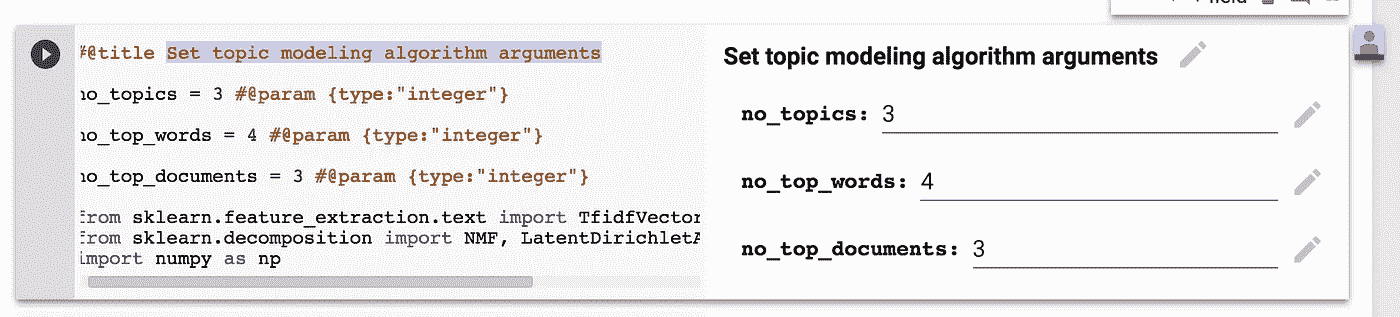 #@title Set topic modeling algorithm arguments
no_topics = 3 #@param {type:"integer"}
no_top_words = 4 #@param {type:"integer"}
no_top_documents = 3 #@param {type:"integer"}
from sklearn.feature_extraction.text import TfidfVector
from sklearn.decomposition import NMF, LatentDirichletA
import numpy as np
Set topic modeling algorithm arguments
no_topics: 3
no_top_words: 4
no_top_documents: 3